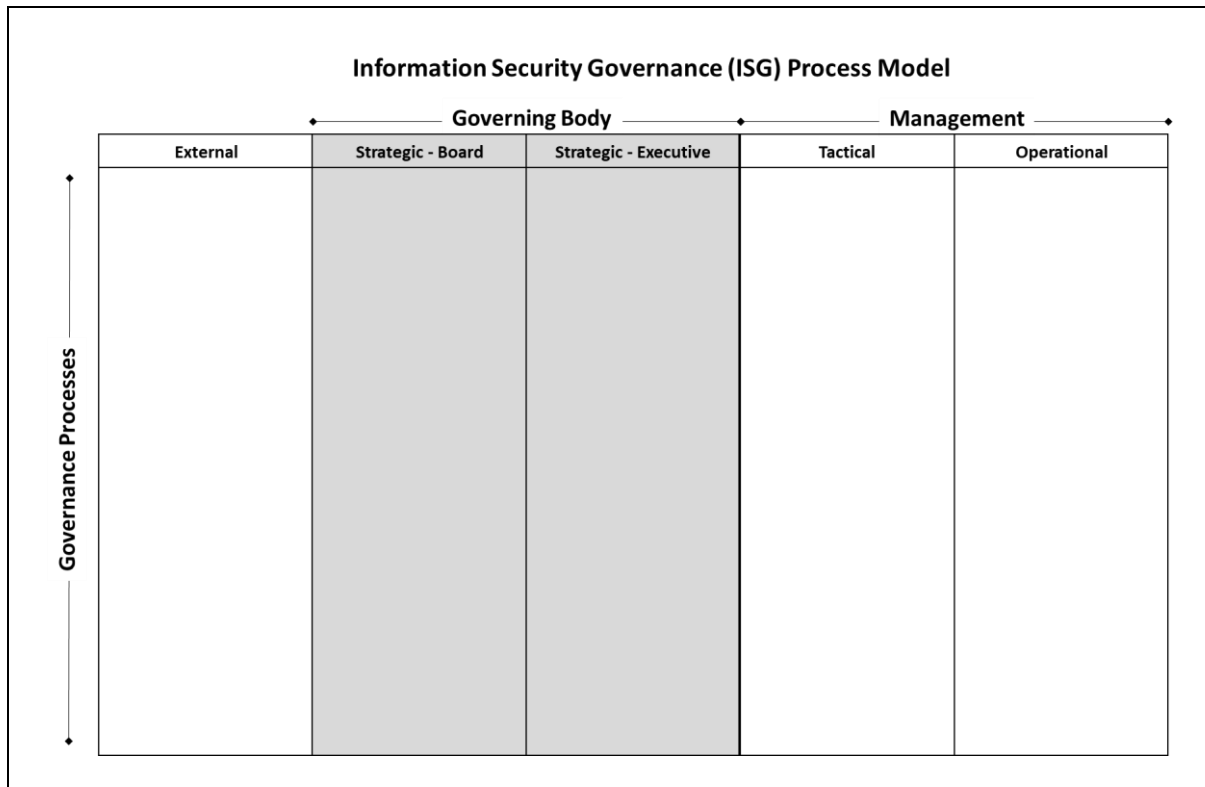 Information Security Governance (ISG) Process Model
Governing Body
Management
External
Strategic - Board
Strategic - Executive
Tactical
Operational
Governance Processes